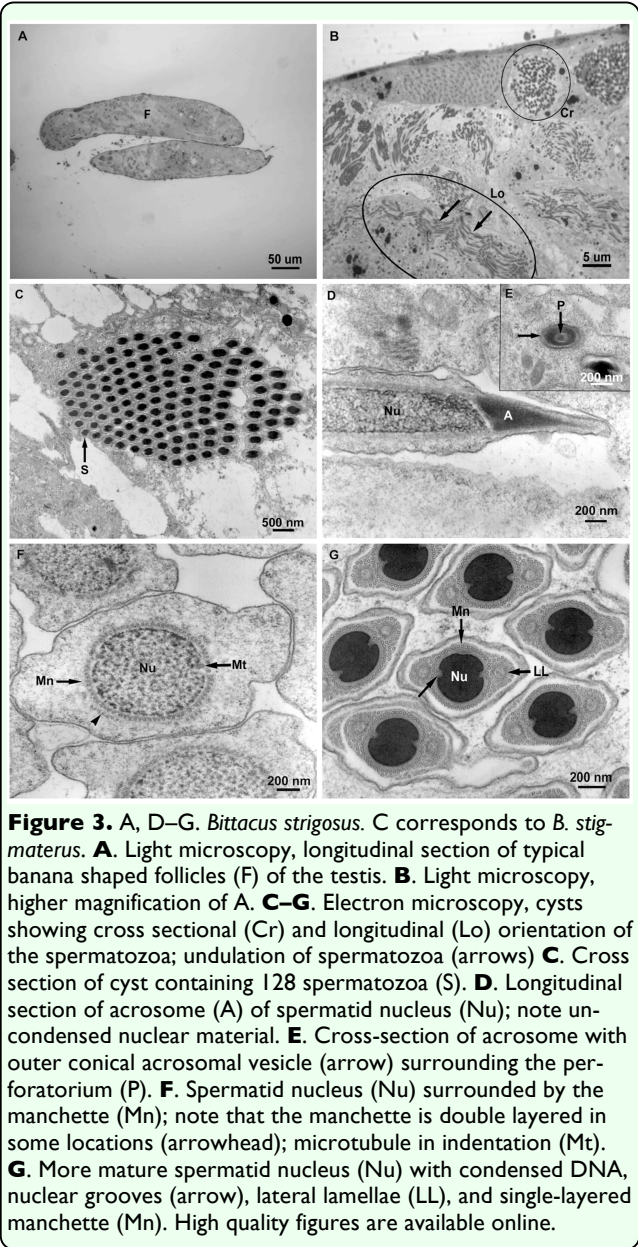 A
F
50 um
B
Cr
Lo
5 um
C
S
500 nm
D
E
P
200 nm
Nu
A
200 nm
F
Nu
Mn
Mt
200 nm
G
Mn
Nu
LL
200 nm
Figure 3. A, D–G. Bittacus strigosus. C corresponds to B. stig-
materus. A. Light microscopy, longitudinal section of typical
banana shaped follicles (F) of the testis. B. Light microscopy,
higher magnification of A. C–G. Electron microscopy, cysts
showing cross sectional (Cr) and longitudinal (Lo) orientation of
the spermatozoa; undulation of spermatozoa (arrows) C. Cross
section of cyst containing 128 spermatozoa (S). D. Longitudinal
section of acrosome (A) of spermatid nucleus (Nu); note un-
condensed nuclear material. E. Cross-section of acrosome with
outer conical acrosomal vesicle (arrow) surrounding the per-
foratorium (P). F. Spermatid nucleus (Nu) surrounded by the
manchette (Mn); note that the manchette is double layered in
some locations (arrowhead); microtubule in indentation (Mt).
G. More mature spermatid nucleus (Nu) with condensed DNA,
nuclear grooves (arrow), lateral lamellae (LL), and single-layered
manchette (Mn). High quality figures are available online.